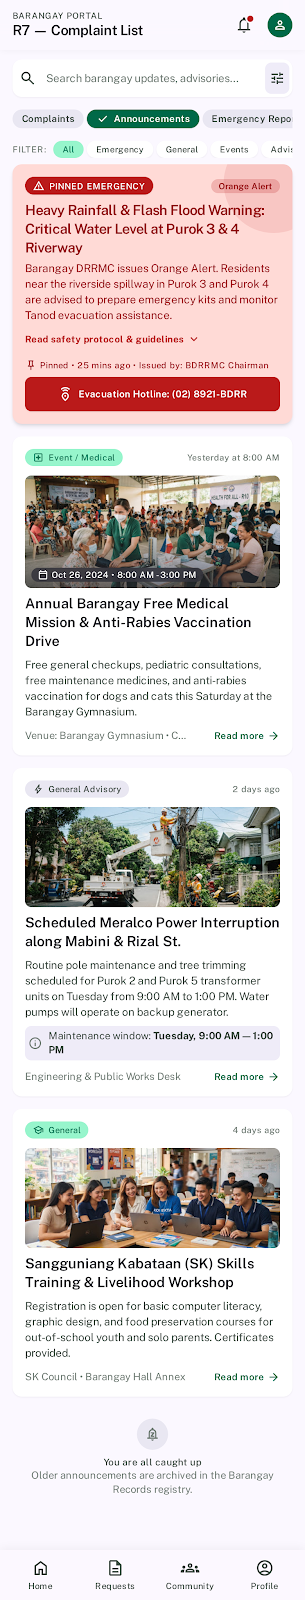 BARANGAY PORTAL
R7 — Complaint List
Search barangay updates, advisories...
Complaints
Announcements
Emergency Repo
FILTER:
All
Emergency
General
Events
Advis
PINNED EMERGENCY
Orange Alert
Heavy Rainfall & Flash Flood Warning:
Critical Water Level at Purok 3 & 4
Riverway
Barangay DRRMC issues Orange Alert. Residents
near the riverside spillway in Purok 3 and Purok 4
are advised to prepare emergency kits and monitor
Tanod evacuation assistance.
Read safety protocol & guidelines
Pinned • 25 mins ago • Issued by: BDRRMC Chairman
Evacuation Hotline: (02) 8921-BDRR
Event / Medical
Yesterday at 8:00 AM
Oct 26, 2024 • 8:00 AM - 3:00 PM
Annual Barangay Free Medical
Mission & Anti-Rabies Vaccination
Drive
Free general checkups, pediatric consultations,
free maintenance medicines, and anti-rabies
vaccination for dogs and cats this Saturday at the
Barangay Gymnasium.
Venue: Barangay Gymnasium • C...
Read more
General Advisory
2 days ago
Scheduled Meralco Power Interruption
along Mabini & Rizal St.
Routine pole maintenance and tree trimming
scheduled for Purok 2 and Purok 5 transformer
units on Tuesday from 9:00 AM to 1:00 PM. Water
pumps will operate on backup generator.
Maintenance window: Tuesday, 9:00 AM — 1:00
PM
Engineering & Public Works Desk
Read more
General
4 days ago
Sangguniang Kabataan (SK) Skills
Training & Livelihood Workshop
Registration is open for basic computer literacy,
graphic design, and food preservation courses for
out-of-school youth and solo parents. Certificates
provided.
SK Council • Barangay Hall Annex
Read more
You are all caught up
Older announcements are archived in the Barangay
Records registry.
Home
Requests
Community
Profile